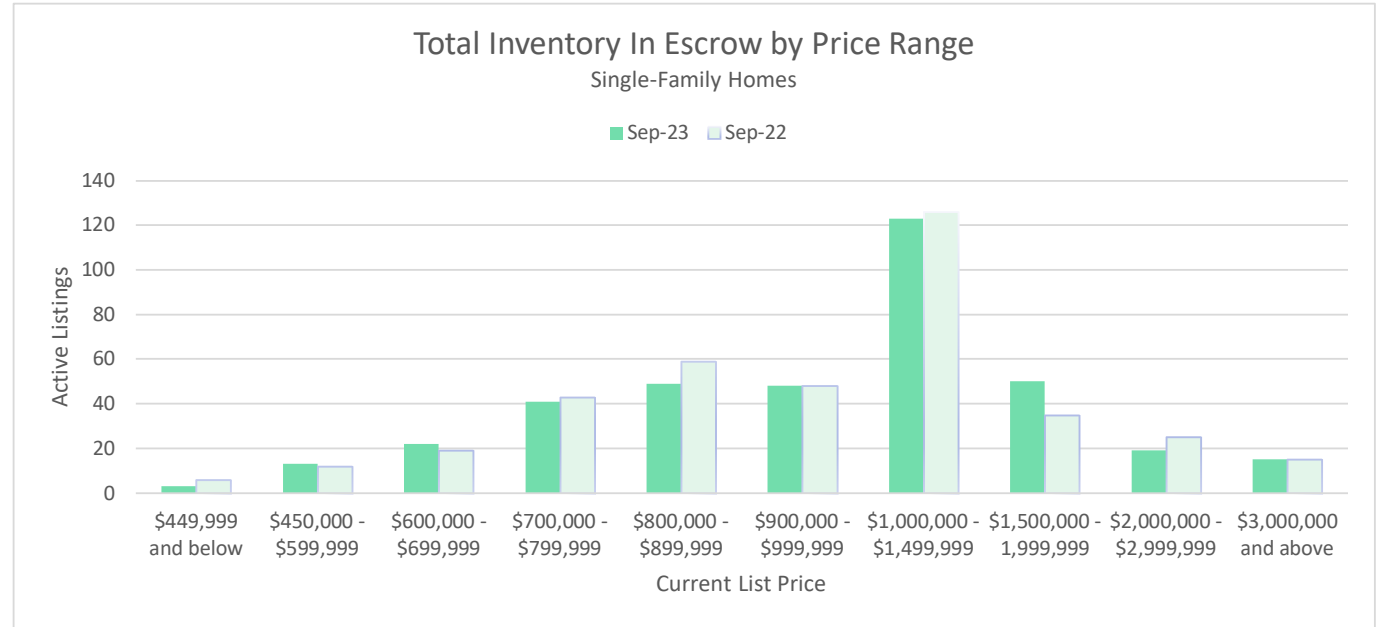 Total Inventory In Escrow by Price Range
Single-Family Homes
Sep-23 Sep-22
140
120
100
80
60
40
20
0
Active Listings
$449,999 and below
$450,000 - $599,999
$600,000 - $699,999
$700,000 - $799,999
$800,000 - $899,999
$900,000 - $999,999
$1,000,000 - $1,499,999
$1,500,000 - 1,999,999
$2,000,000 - $2,999,999
$3,000,000 and above
Current List Price